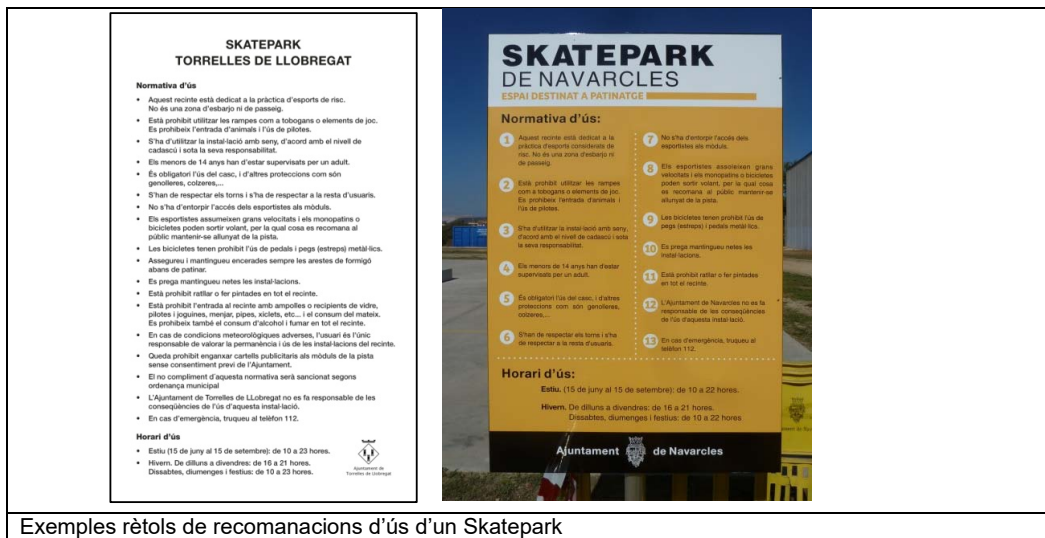 SKATEPARK
TORRELLES DE LLOBREGAT
Normativa d'ús
• Aquest recinte està dedicat a la pràctica d'esports de risc.
No és una zona d'esbarjo ni de passeig.
• Està prohibit utilitzar les rampes com a tobogans o elements de joc.
Es prohibeix l'entrada d'animals i l'ús de pilotes.
• S'ha d'utilitzar la instal·lació amb seny, d'acord amb el nivell de
cadascú i sota la seva responsabilitat.
• Els menors de 14 anys han d'estar supervisats per un adult.
• És obligatori l'ús del casc, i d'altres proteccions com són
genolleres, colzeres,...
• S'han de respectar els torns i s'ha de respectar a la resta d'usuaris.
• No s'ha d'entorpir l'accés dels esportistes als mòduls.
• Els esportistes assumeixen grans velocitats i els monopatins o
bicicletes poden sortir volant, per la qual cosa es recomana al
públic mantenir-se allunyat de la pista.
• Les bicicletes tenen prohibit l'ús de pedals i pegs (estreps) metàl·lics.
• Assegureu i mantingueu encerades sempre les arestes de formigó
abans de patinar.
• Es prega mantingueu netes les instal·lacions.
• Està prohibit ratllar o fer pintades en tot el recinte.
• Està prohibit l'entrada al recinte amb ampolles o recipients de vidre,
pilotes i joguines, menjar, pipes, xiclets, etc... i el consum del mateix.
Es prohibeix també el consum d'alcohol i fumar en tot el recinte.
• En cas de condicions meteorològiques adverses, l'usuari és l'únic
responsable de valorar la permanència i ús de les instal·lacions del recinte.
• Queda prohibit enganxar cartells publicitaris als mòduls de la pista
sense consentiment previ de l'Ajuntament.
• El no compliment d'aquesta normativa serà sancionat segons
ordenança municipal
• L'Ajuntament de Torrelles de LLobregat no es fa responsable de les
conseqüències de l'ús d'aquesta instal·lació.
• En cas d'emergència, truqueu al telèfon 112.
Horari d'ús
• Estiu (15 de juny al 15 de setembre): de 10 a 23 hores.
• Hivern. De dilluns a divendres: de 16 a 21 hores.
Dissabtes, diumenges i festius: de 10 a 23 hores.
Ajuntament de
Torrelles de Llobregat
SKATEPARK
DE NAVARCLES
ESPAI DESTINAT A PATINATGE
Normativa d'ús:
1 Aquest recinte està dedicat a la
pràctica d'esports considerats de
risc. No és una zona d'esbarjo ni
de passeig.
2 Està prohibit utilitzar les rampes
com a tobogans o elements de joc.
Es prohibeix l'entrada d'animals i
l'ús de pilotes.
3 S'ha d'utilitzar la instal·lació amb seny,
d'acord amb el nivell de cadascú i sota
la seva responsabilitat.
4 Els menors de 14 anys han d'estar
supervisats per un adult.
5 És obligatori l'ús del casc, i d'altres
proteccions com són genolleres,
colzeres,...
6 S'han de respectar els torns i s'ha
de respectar a la resta d'usuaris.
7 No s'ha d'entorpir l'accés dels
esportistes als mòduls.
8 Els esportistes assoreixen grans
velocitats i els monopatins o bicicletes
poden sortir volant, per la qual cosa
es recomana al públic mantenir-se
allunyat de la pista.
9 Les bicicletes tenen prohibit l'ús de
pegs (estreps) i pedals metàl·lics.
10 Es prega mantingueu netes les
instal·lacions.
11 Està prohibit ratllar o fer pintades
en tot el recinte.
12 L'Ajuntament de Navarcles no es fa
responsable de les conseqüències
de l'ús d'aquesta instal·lació.
13 En cas d'emergència, truqueu al
telèfon 112.
Horari d'ús:
Estiu. (15 de juny al 15 de setembre): de 10 a 22 hores.
Hivern. De dilluns a divendres: de 16 a 21 hores.
Dissabtes, diumenges i festius: de 10 a 22 hores
Ajuntament de Navarcles
Exemples rètols de recomanacions d'ús d'un Skatepark